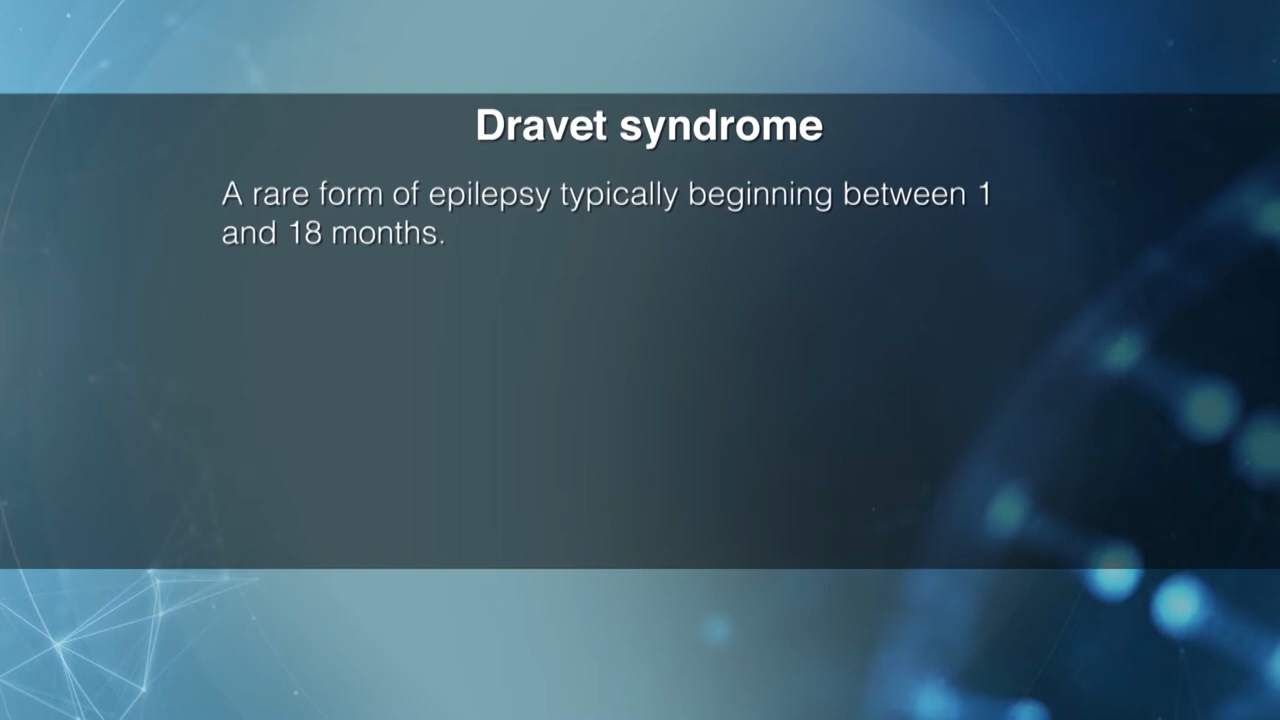 Dravet syndrome
A rare form of epilepsy typically beginning between 1
and 18 months.